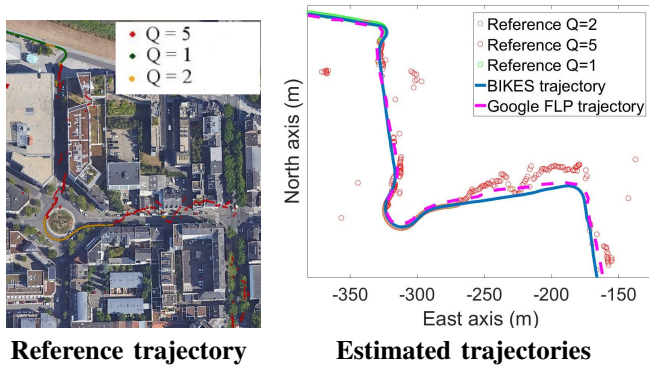 Q = 5
Q = 1
Q = 2
Reference Q=2
Reference Q=5
Reference Q=1
BIKES trajectory
Google FLP trajectory
North axis (m)
-350 -300 -250 -200 -150
East axis (m)
Reference trajectory
Estimated trajectories